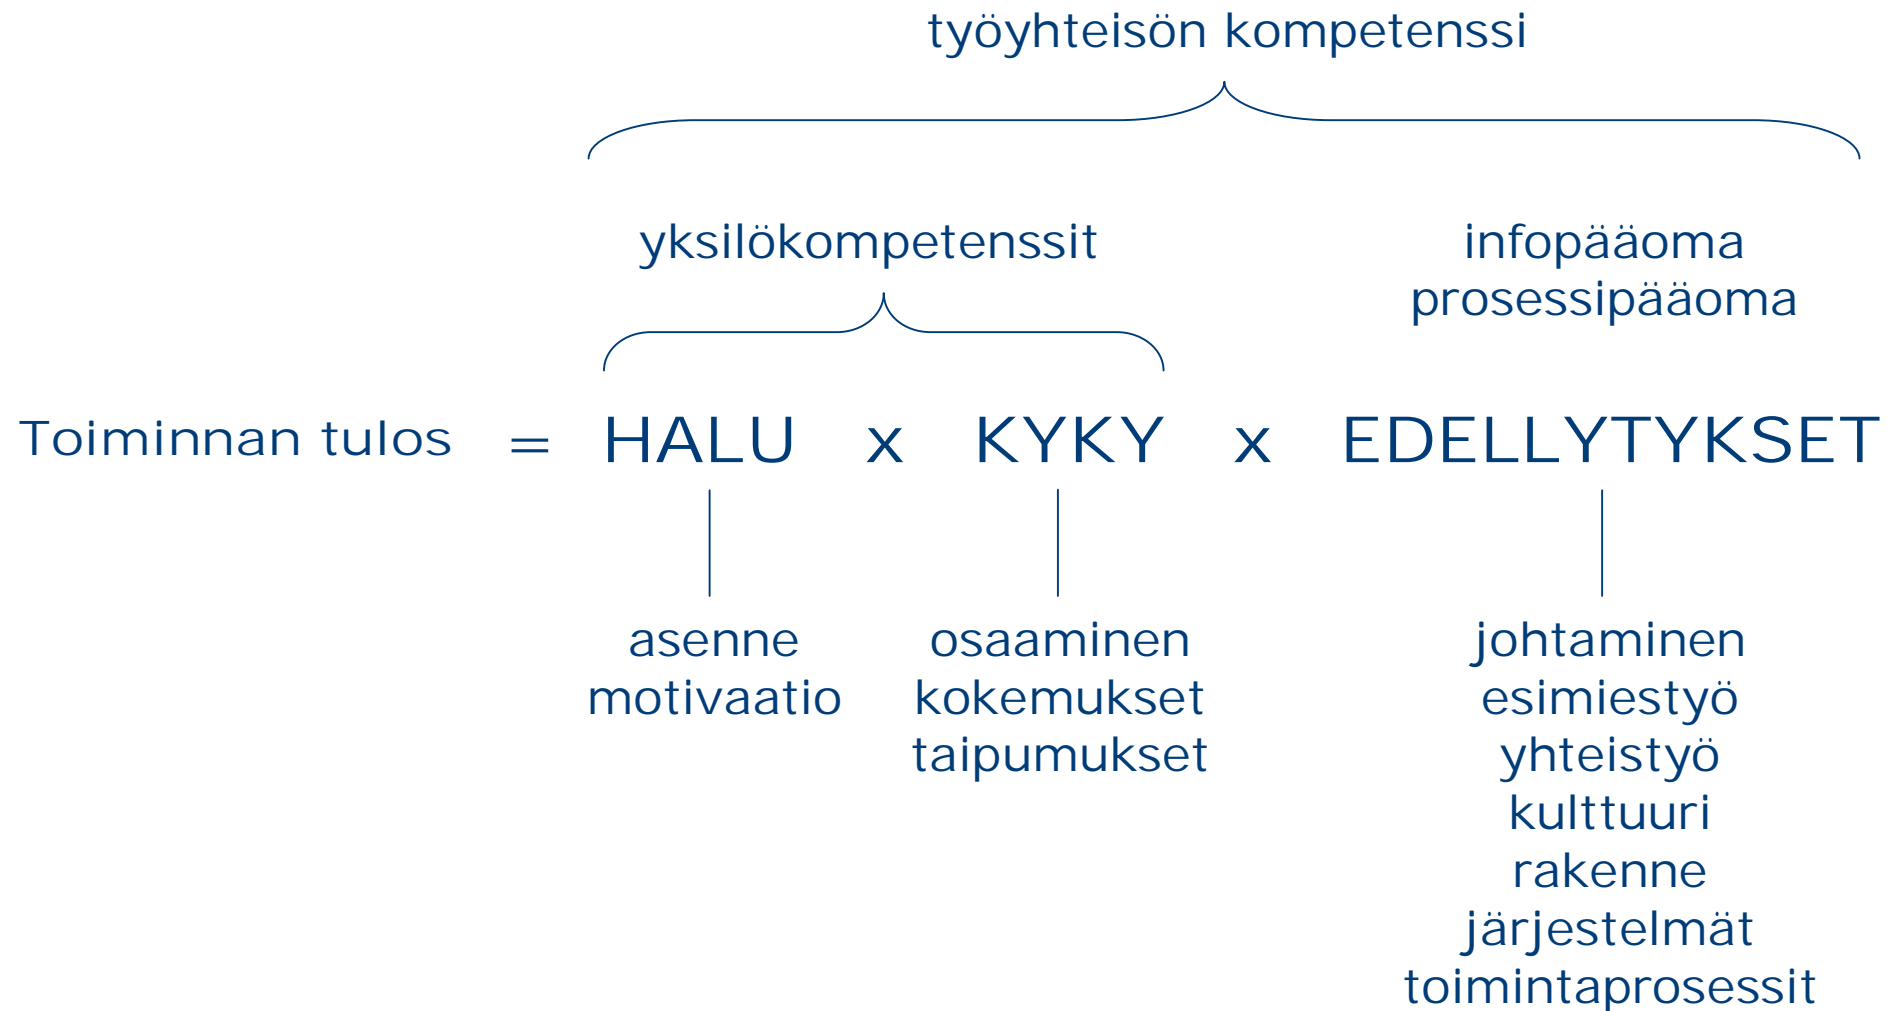 työyhteisön kompetenssi
yksilökompetenssit
infopääoma
prosessipääoma
Toiminnan tulos = HALU x KYKY x EDELLYTYKSET
asenne
motivaatio
osaaminen
kokemukset
taipumukset
johtaminen
esimiestyö
yhteistyö
kulttuuri
rakenne
järjestelmät
toimintaprosessit